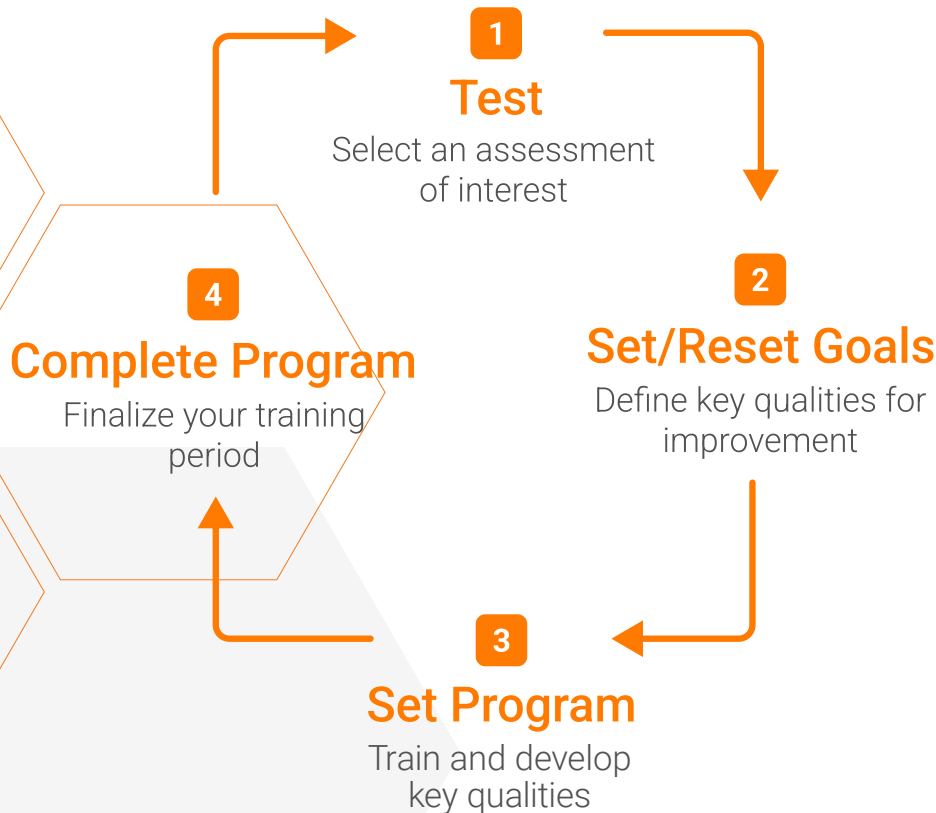 1
Test
Select an assessment
of interest
2
Set/Reset Goals
Define key qualities for
improvement
3
Set Program
Train and develop
key qualities
4
Complete Program
Finalize your training
period